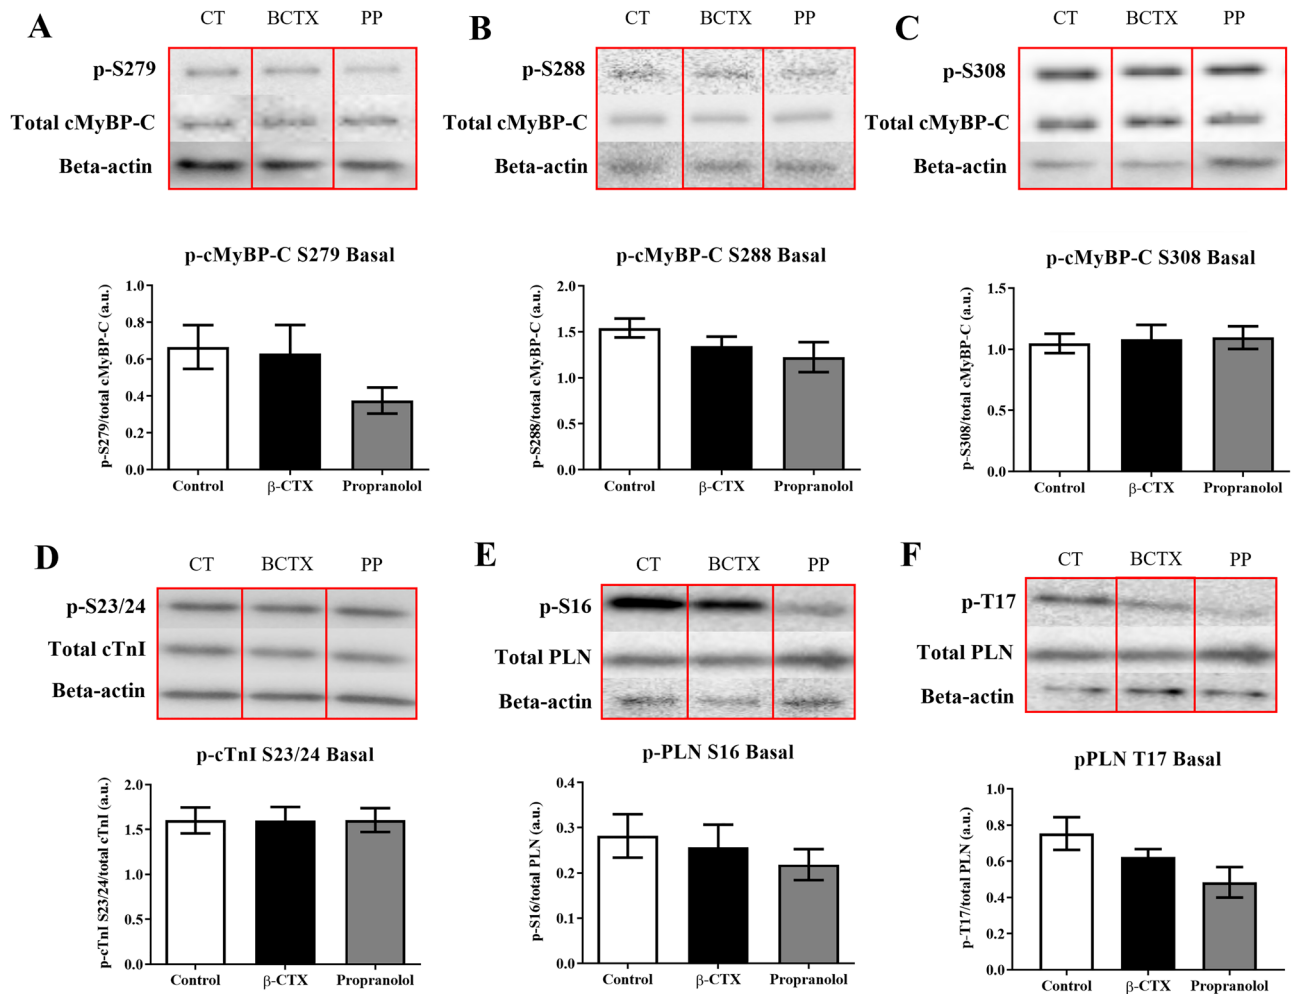 A
CT BCTX PP
p-S279
Total cMyBP-C
Beta-actin
p-cMyBP-C S279 Basal
p-S279/total cMyBP-C (a.u.)
1.0
0.8
0.6
0.4
0.2
0.0
Control β-CTX Propranolol
B
CT BCTX PP
p-S288
Total cMyBP-C
Beta-actin
p-cMyBP-C S288 Basal
p-S288/total cMyBP-C (a.u.)
2.0
1.5
1.0
0.5
0.0
Control β-CTX Propranolol
C
CT BCTX PP
p-S308
Total cMyBP-C
Beta-actin
p-cMyBP-C S308 Basal
p-S308/total cMyBP-C (a.u.)
1.5
1.0
0.5
0.0
Control β-CTX Propranolol
D
CT BCTX PP
p-S23/24
Total cTnI
Beta-actin
p-cTnI S23/24 Basal
p-cTnI S23/24/total cTnI (a.u.)
2.0
1.5
1.0
0.5
0.0
Control β-CTX Propranolol
E
CT BCTX PP
p-S16
Total PLN
Beta-actin
p-PLN S16 Basal
p-S16/total PLN (a.u.)
0.4
0.3
0.2
0.1
0.0
Control β-CTX Propranolol
F
CT BCTX PP
p-T17
Total PLN
Beta-actin
pPLN T17 Basal
p-T17/total PLN (a.u.)
1.0
0.8
0.6
0.4
0.2
0.0
Control β-CTX Propranolol